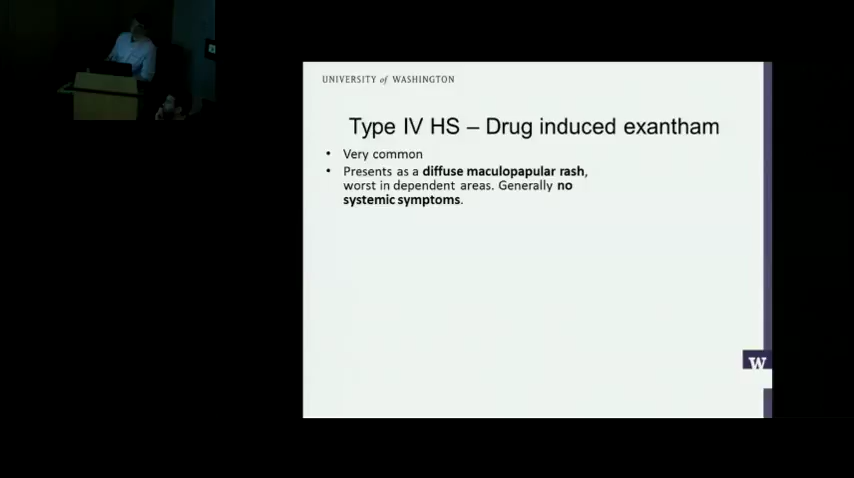 UNIVERSITY of WASHINGTON
Type IV HS – Drug induced exantham
• Very common
• Presents as a diffuse maculopapular rash,
worst in dependent areas. Generally no
systemic symptoms.
W